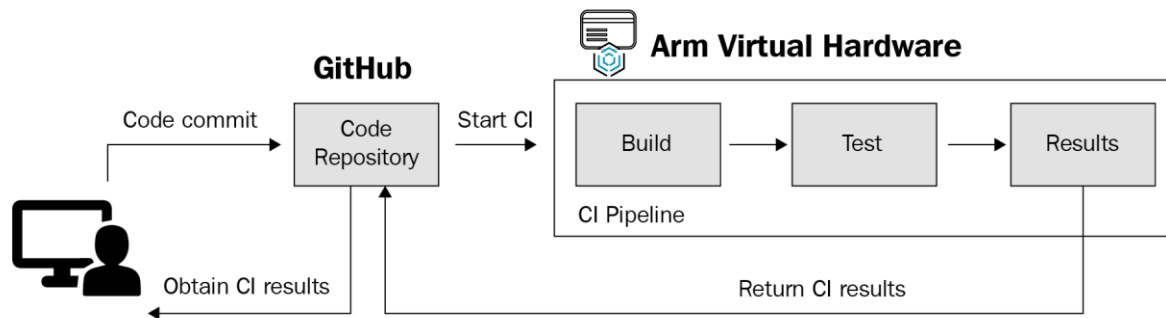 Arm Virtual Hardware
GitHub
Code commit
Code
Repository
Start CI
Build
Test
Results
CI Pipeline
Obtain CI results
Return CI results